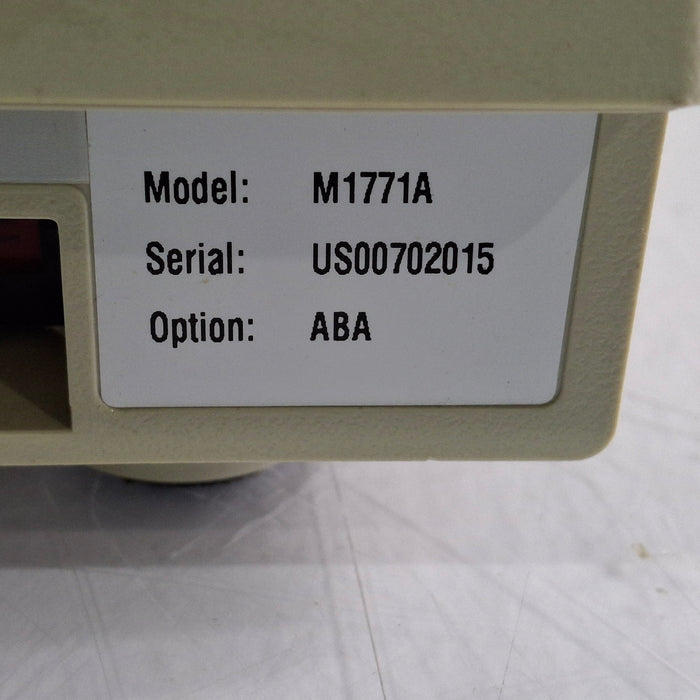 Model: M1771A
Serial: US00702015
Option: ABA